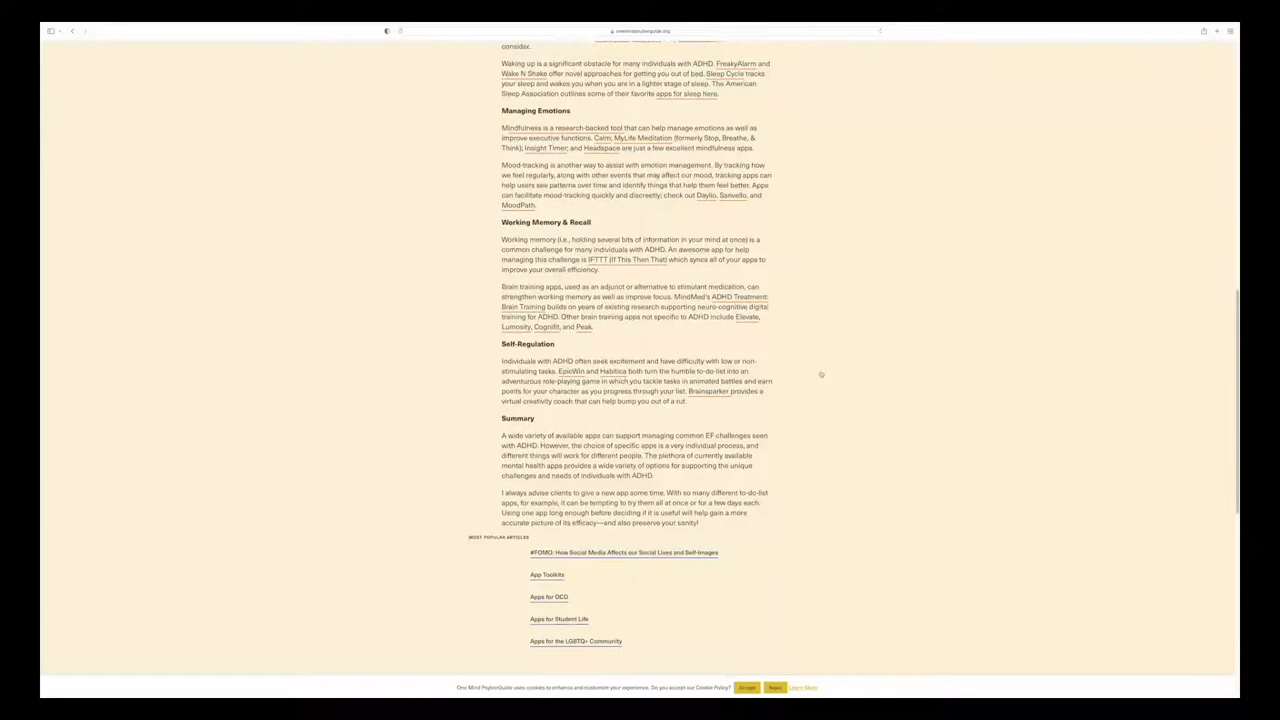 onemindpsyberguide.org
consider.
Waking up is a significant obstacle for many individuals with ADHD. FreakyAlarm and
Wake N Shake offer novel approaches for getting you out of bed. Sleep Cycle tracks
your sleep and wakes you when you are in a lighter stage of sleep. The American
Sleep Association outlines some of their favorite apps for sleep here.
Managing Emotions
Mindfulness is a research-backed tool that can help manage emotions as well as
improve executive functions. Calm; MyLife Meditation (formerly Stop, Breathe, &
Think); Insight Timer; and Headspace are just a few excellent mindfulness apps.
Mood-tracking is another way to assist with emotion management. By tracking how
we feel regularly, along with other events that may affect our mood, tracking apps can
help users see patterns over time and identify things that help them feel better. Apps
can facilitate mood-tracking quickly and discreetly; check out Daylio, Sanvello, and
MoodPath.
Working Memory & Recall
Working memory (i.e., holding several bits of information in your mind at once) is a
common challenge for many individuals with ADHD. An awesome app for help
managing this challenge is IFTTT (If This Then That) which syncs all of your apps to
improve your overall efficiency.
Brain training apps, used as an adjunct or alternative to stimulant medication, can
strengthen working memory as well as improve focus. MindMed's ADHD Treatment:
Brain Training builds on years of existing research supporting neuro-cognitive digital
training for ADHD. Other brain training apps not specific to ADHD include Elevate,
Lumosity, Cognifit, and Peak.
Self-Regulation
Individuals with ADHD often seek excitement and have difficulty with low or non-
stimulating tasks. EpicWin and Habitica both turn the humble to-do-list into an
adventurous role-playing game in which you tackle tasks in animated battles and earn
points for your character as you progress through your list. Brainsparker provides a
virtual creativity coach that can help bump you out of a rut.
Summary
A wide variety of available apps can support managing common EF challenges seen
with ADHD. However, the choice of specific apps is a very individual process, and
different things will work for different people. The plethora of currently available
mental health apps provides a wide variety of options for supporting the unique
challenges and needs of individuals with ADHD.
I always advise clients to give a new app some time. With so many different to-do-list
apps, for example, it can be tempting to try them all at once or for a few days each.
Using one app long enough before deciding if it is useful will help gain a more
accurate picture of its efficacy—and also preserve your sanity!
MOST POPULAR ARTICLES
#FOMO: How Social Media Affects our Social Lives and Self-Images
App Toolkits
Apps for OCD
Apps for Student Life
Apps for the LGBTQ+ Community
One Mind PsyberGuide uses cookies to enhance and customize your experience. Do you accept our Cookie Policy? Accept Reject Learn More